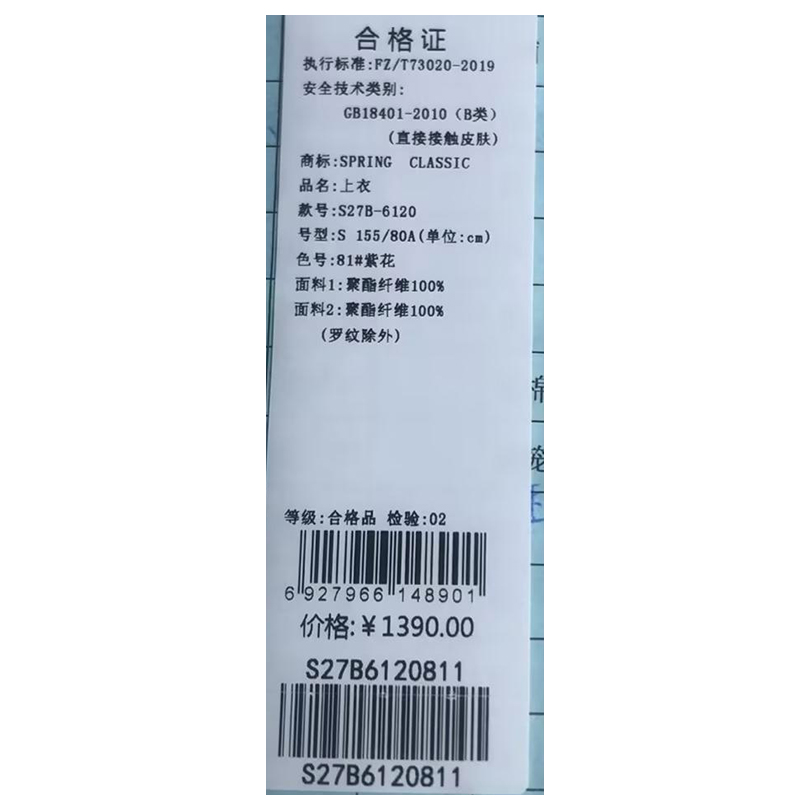 合格证
执行标准:FZ/T73020-2019
安全技术类别:
GB18401-2010（B类）
(直接接触皮肤)
商标:SPRING CLASSIC
品名:上衣
款号:S27B-6120
号型:S 155/80A(单位:cm)
色号:81#紫花
面料1:聚酯纤维100%
面料2:聚酯纤维100%
(罗纹除外)
等级:合格品 检验:02
6 927966 148901
价格:￥1390.00
S27B6120811
S27B6120811